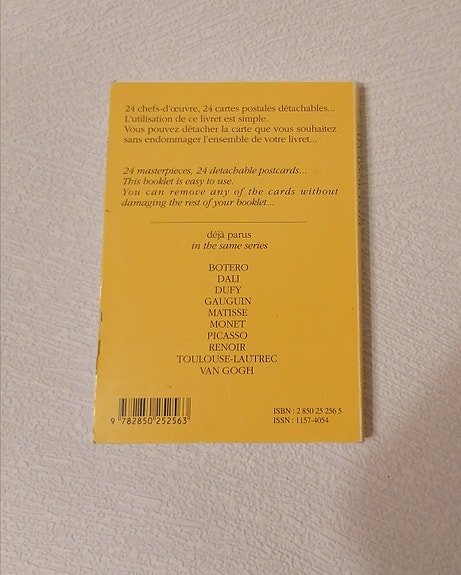 24 chefs-d'œuvre, 24 cartes postales détachables...
L'utilisation de ce livret est simple.
Vous pouvez détacher la carte que vous souhaitez
sans endommager l'ensemble de votre livret...
24 masterpieces, 24 detachable postcards...
This booklet is easy to use.
You can remove any of the cards without
damaging the rest of your booklet...
déjà parus
in the same series
BOTERO
DALI
DUFY
GAUGUIN
MATISSE
MONET
PICASSO
RENOIR
TOULOUSE-LAUTREC
VAN GOGH
ISBN : 2 850 25 256 5
ISSN : 1157-4054
9 782850 252563